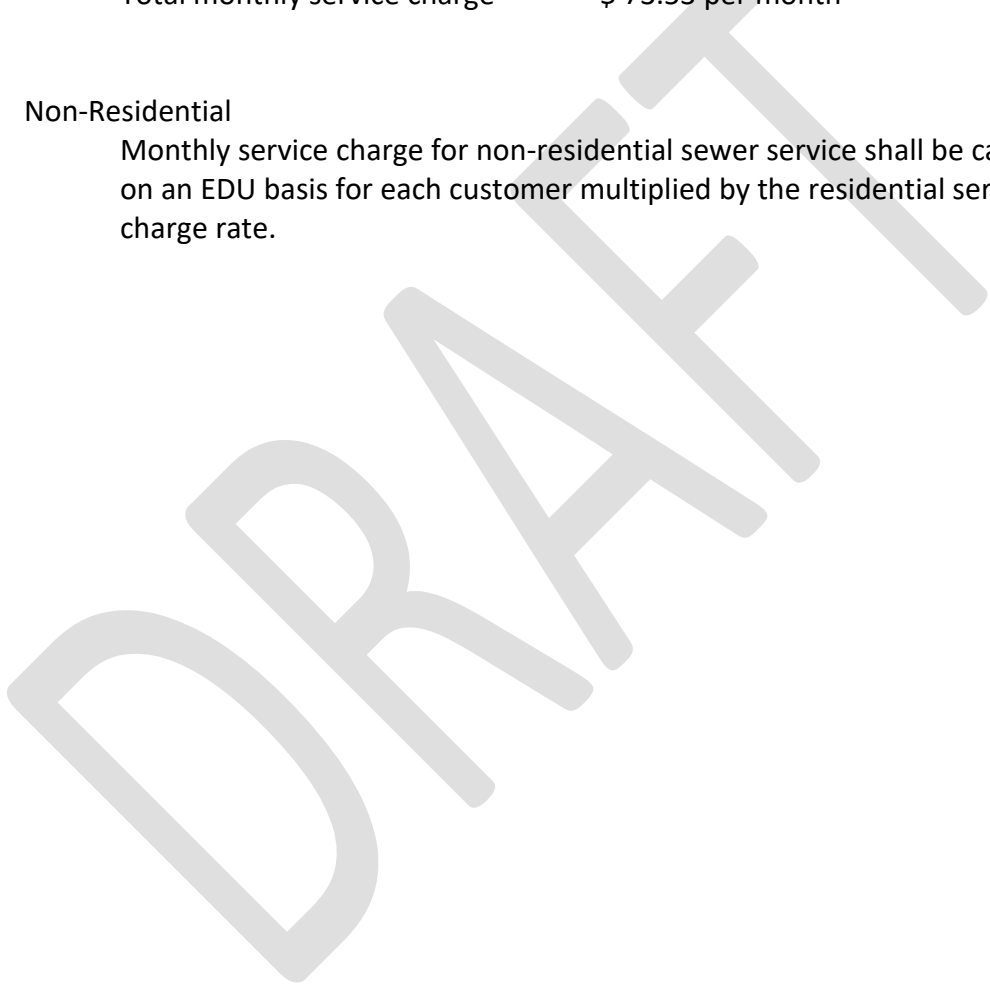 Total monthly service charge per month
Non-Residential
Monthly service charge for non-residential sewer service shall be
on an EDU basis for each customer multiplied by the residential
charge rate.
DRAFT